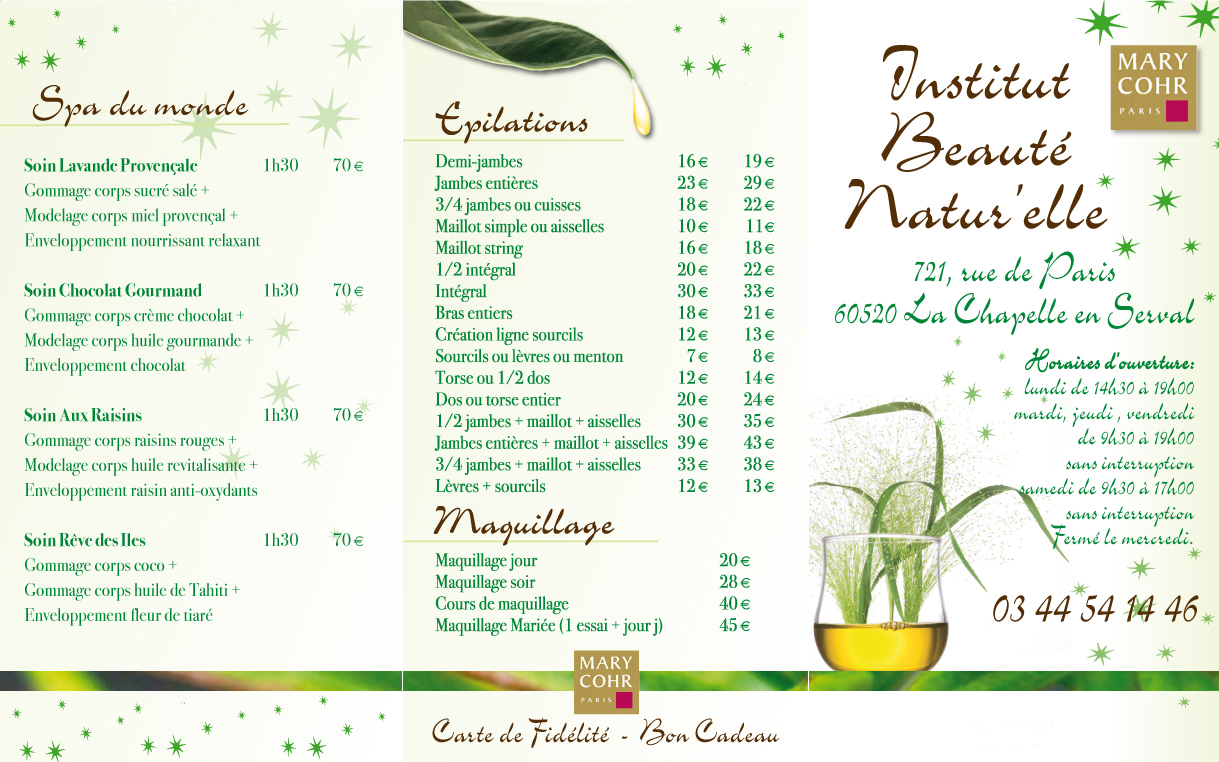 Spa du monde
Soin Lavande Provençale 1h30 70 €
Gommage corps sucré salé +
Modelage corps miel provençal +
Enveloppement nourrissant relaxant
Soin Chocolat Gourmand 1h30 70 €
Gommage corps crème chocolat +
Modelage corps huile gourmande +
Enveloppement chocolat
Soin Aux Raisins 1h30 70 €
Gommage corps raisins rouges +
Modelage corps huile revitalisante +
Enveloppement raisin anti-oxydants
Soin Rêve des Iles 1h30 70 €
Gommage corps coco +
Gommage corps huile de Tahiti +
Enveloppement fleur de tiaré
Epilations
Demi-jambes 16 € 19 €
Jambes entières 23 € 29 €
3/4 jambes ou cuisses 18 € 22 €
Maillot simple ou aisselles 10 € 11 €
Maillot string 16 € 18 €
1/2 intégral 20 € 22 €
Intégral 30 € 33 €
Bras entiers 18 € 21 €
Création ligne sourcils 12 € 13 €
Sourcils ou lèvres ou menton 7 € 8 €
Torse ou 1/2 dos 12 € 14 €
Dos ou torse entier 20 € 24 €
1/2 jambes + maillot + aisselles 30 € 35 €
Jambes entières + maillot + aisselles 39 € 43 €
3/4 jambes + maillot + aisselles 33 € 38 €
Lèvres + sourcils 12 € 13 €
Maquillage
Maquillage jour 20 €
Maquillage soir 28 €
Cours de maquillage 40 €
Maquillage Mariée (1 essai + jour j) 45 €
MARY
COHR
PARIS
Carte de Fidélité - Bon Cadeau
Institut
Beauté
Natur'elle
MARY
COHR
PARIS
721, rue de Paris
60520 La Chapelle en Serval
Horaires d'ouverture:
lundi de 14h30 à 19h00
mardi, jeudi , vendredi
de 9h30 à 19h00
sans interruption
samedi de 9h30 à 17h00
sans interruption
Fermé le mercredi.
03 44 54 14 46